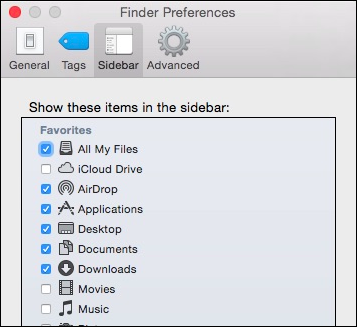 Finder Preferences
General Tags Sidebar Advanced
Show these items in the sidebar:
Favorites
All My Files
iCloud Drive
AirDrop
Applications
Desktop
Documents
Downloads
Movies
Music